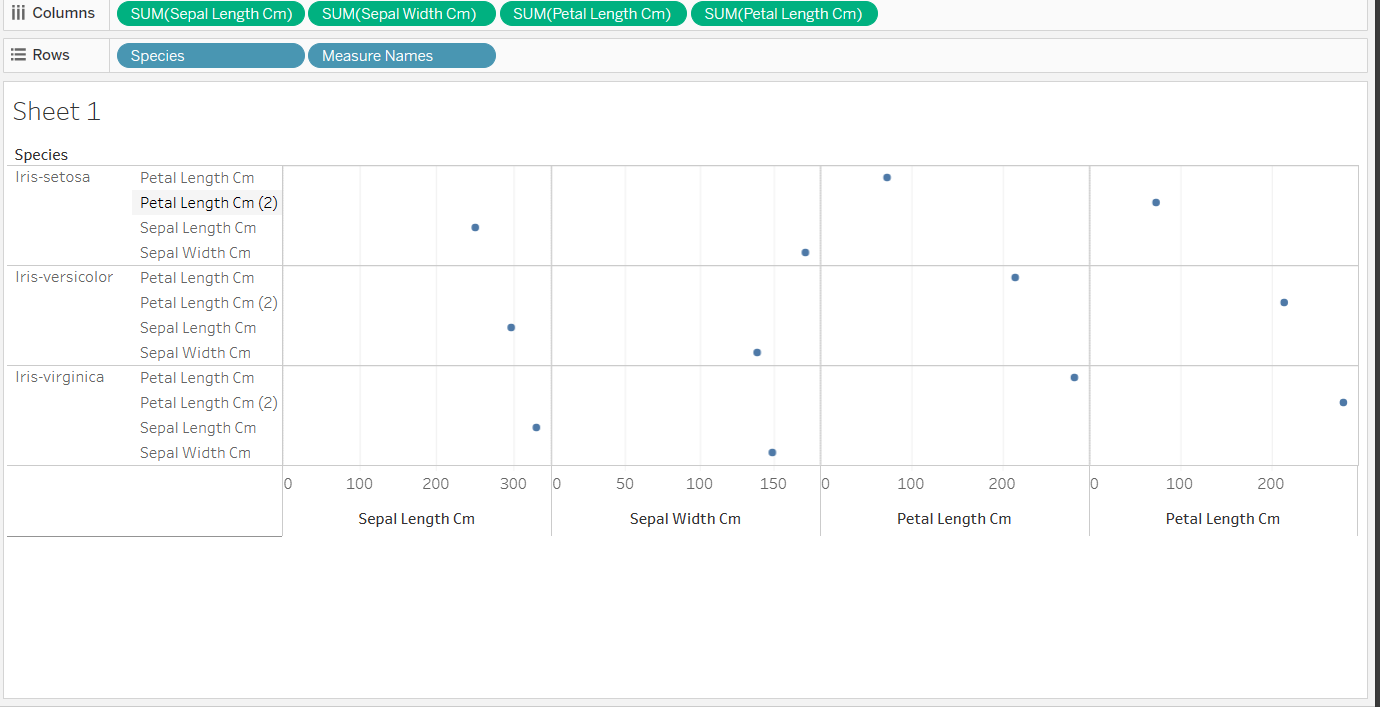 Columns SUM(Sepal Length Cm) SUM(Sepal Width Cm) SUM(Petal Length Cm) SUM(Petal Length Cm)
Rows Species Measure Names
Sheet 1
Species
Iris-setosa Petal Length Cm
Petal Length Cm (2)
Sepal Length Cm
Sepal Width Cm
Iris-versicolor Petal Length Cm
Petal Length Cm (2)
Sepal Length Cm
Sepal Width Cm
Iris-virginica Petal Length Cm
Petal Length Cm (2)
Sepal Length Cm
Sepal Width Cm
0 100 200 300 0 50 100 150 0 100 200 0 100 200
Sepal Length Cm Sepal Width Cm Petal Length Cm Petal Length Cm